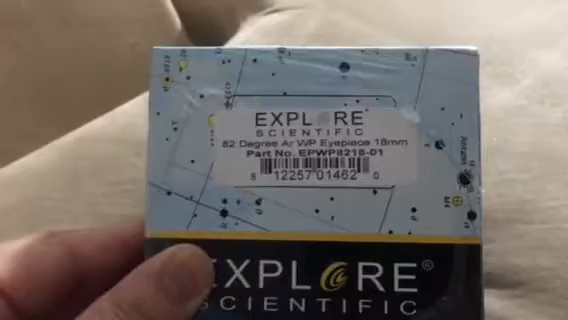 EXPLORE
SCIENTIFIC
82 Degree Ar WP Eyepiece 18mm
Part No. EPWP8218-01
8 12257 01462 0
EXPLORE®
SCIENTIFIC